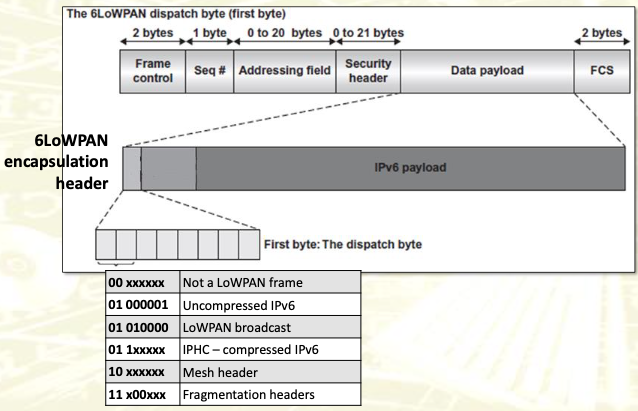 The 6LoWPAN dispatch byte (first byte)
2 bytes 1 byte 0 to 20 bytes 0 to 21 bytes 2 bytes
Frame control Seq # Addressing field Security header Data payload FCS
6LoWPAN
encapsulation
header
IPv6 payload
First byte: The dispatch byte
00 xxxxxx Not a LoWPAN frame
01 000001 Uncompressed IPv6
01 010000 LoWPAN broadcast
01 1xxxxx IPHC – compressed IPv6
10 xxxxxx Mesh header
11 x00xxx Fragmentation headers